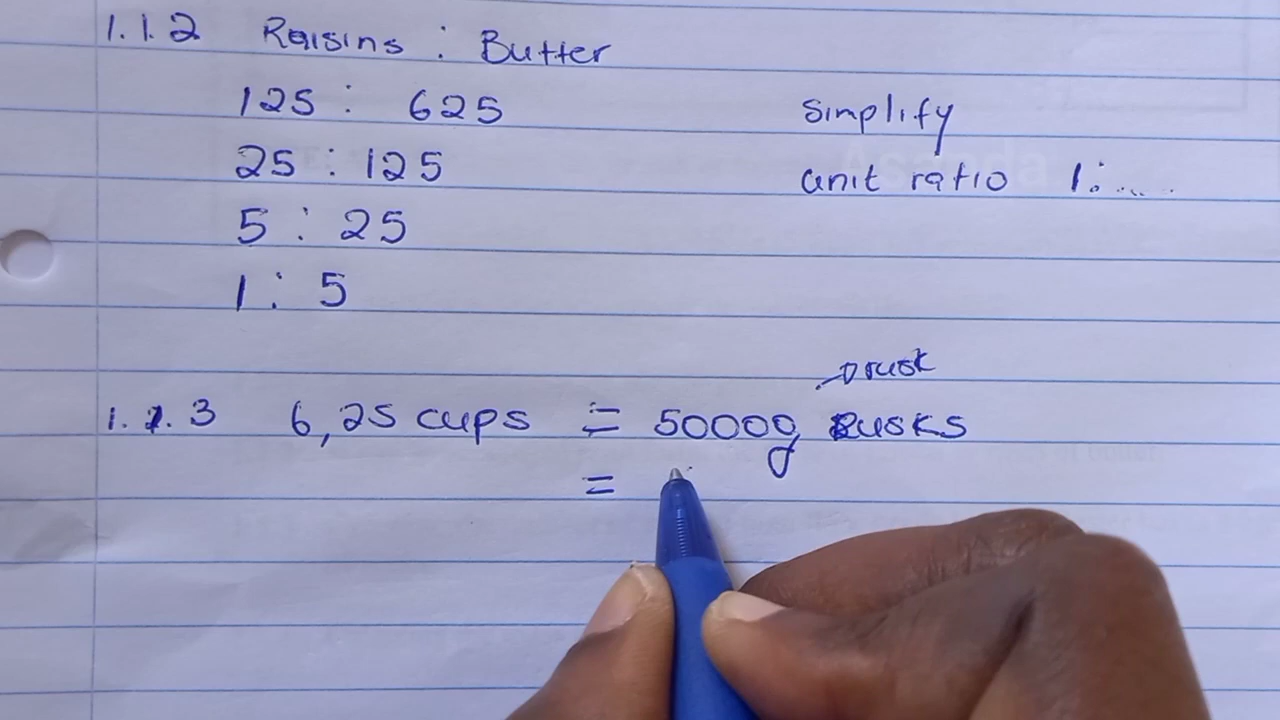 1.1.2 Raisins : Butter
125 : 625
simplify
25 : 125
unit ratio 1:.....
5 : 25
1 : 5
→ rusk
1.1.3 6,25 cups = 5000g Rusks
=